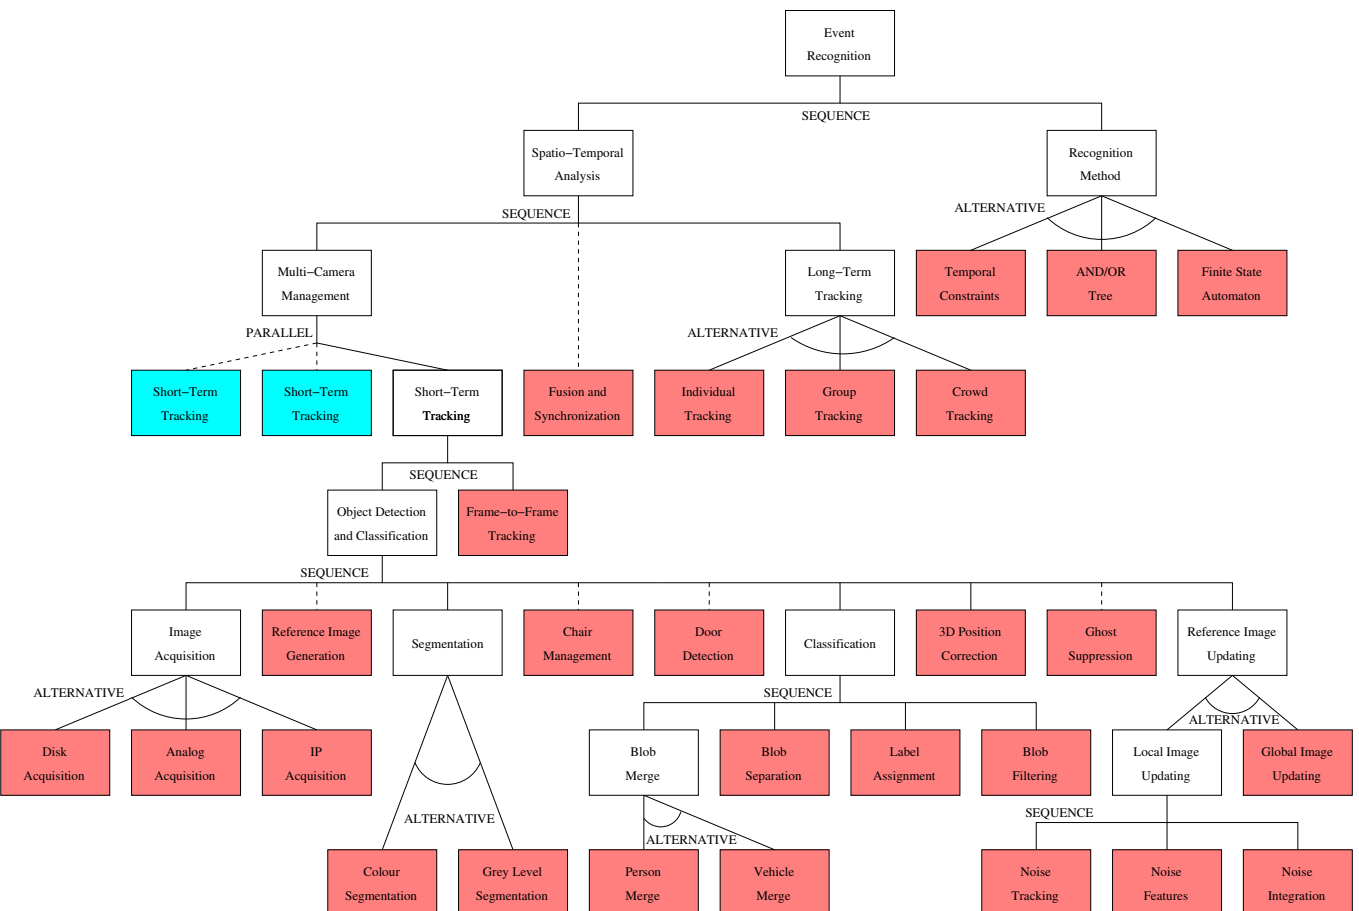 Event
Recognition
SEQUENCE
Spatio−Temporal
Analysis
Recognition
Method
SEQUENCE
ALTERNATIVE
Multi−Camera
Management
Long−Term
Tracking
Temporal
Constraints
AND/OR
Tree
Finite State
Automaton
PARALLEL
ALTERNATIVE
Short−Term
Tracking
Short−Term
Tracking
Short−Term
Tracking
Fusion and
Synchronization
Individual
Tracking
Group
Tracking
Crowd
Tracking
SEQUENCE
Object Detection
and Classification
Frame−to−Frame
Tracking
SEQUENCE
Image
Acquisition
Reference Image
Generation
Segmentation
Chair
Management
Door
Detection
Classification
3D Position
Correction
Ghost
Suppression
Reference Image
Updating
ALTERNATIVE
SEQUENCE
ALTERNATIVE
Disk
Acquisition
Analog
Acquisition
IP
Acquisition
Blob
Merge
Blob
Separation
Label
Assignment
Blob
Filtering
Local Image
Updating
Global Image
Updating
ALTERNATIVE
ALTERNATIVE
SEQUENCE
Colour
Segmentation
Grey Level
Segmentation
Person
Merge
Vehicle
Merge
Noise
Tracking
Noise
Features
Noise
Integration